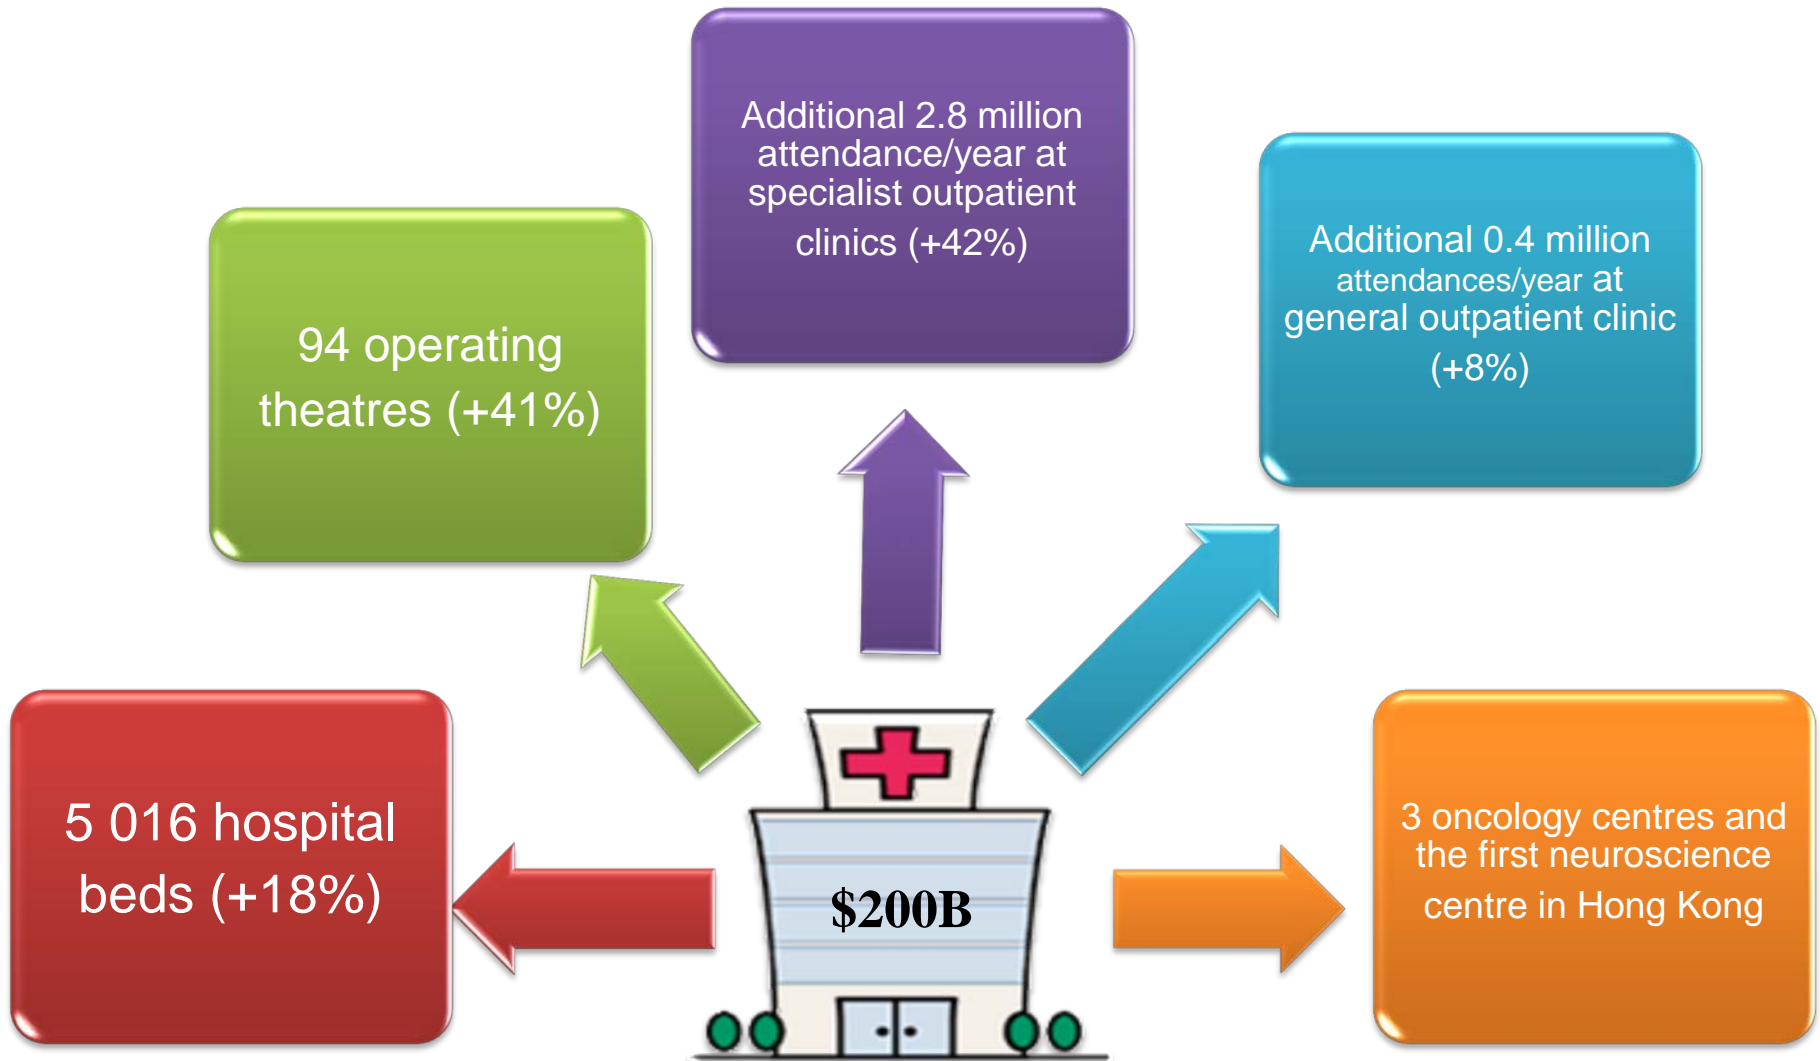 Additional 2.8 million
attendance/year at
specialist outpatient
clinics (+42%)
Additional 0.4 million
attendances/year at
general outpatient clinic
(+8%)
94 operating
theatres (+41%)
5 016 hospital
beds (+18%)
$200B
3 oncology centres and
the first neuroscience
centre in Hong Kong